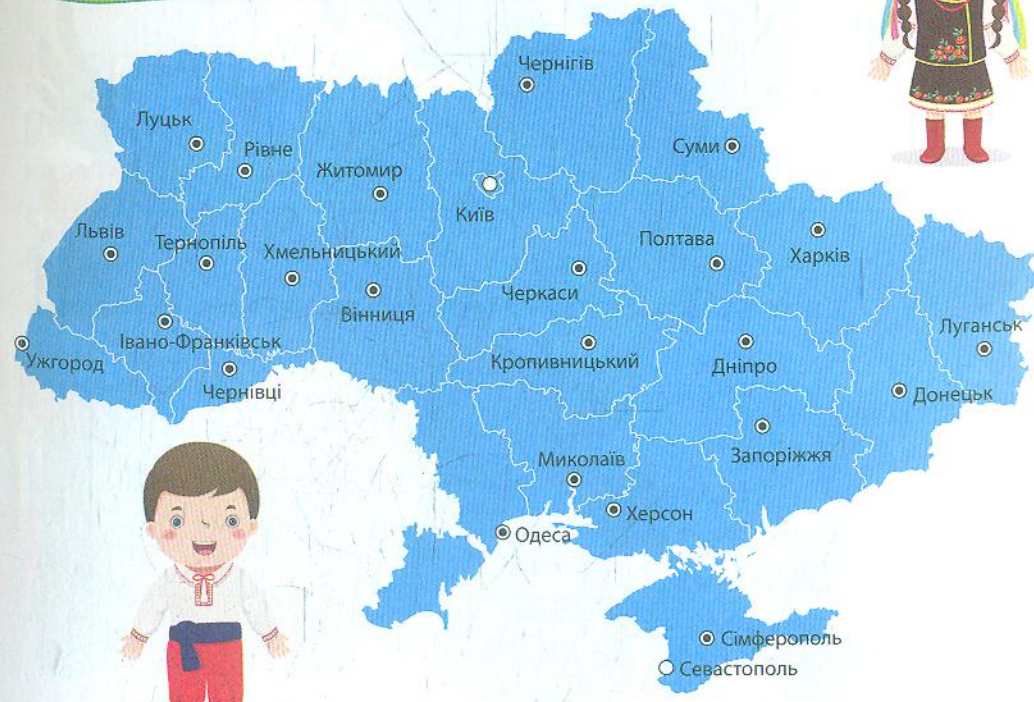 Чернігів
Луцьк
Суми
Рівне
Житомир
Київ
Львів
Тернопіль
Хмельницький
Полтава
Харків
Черкаси
Вінниця
Луганськ
Івано-Франківськ
Ужгород
Кропивницький
Дніпро
Чернівці
Донецьк
Запоріжжя
Миколаїв
Херсон
Одеса
Сімферополь
Севастополь